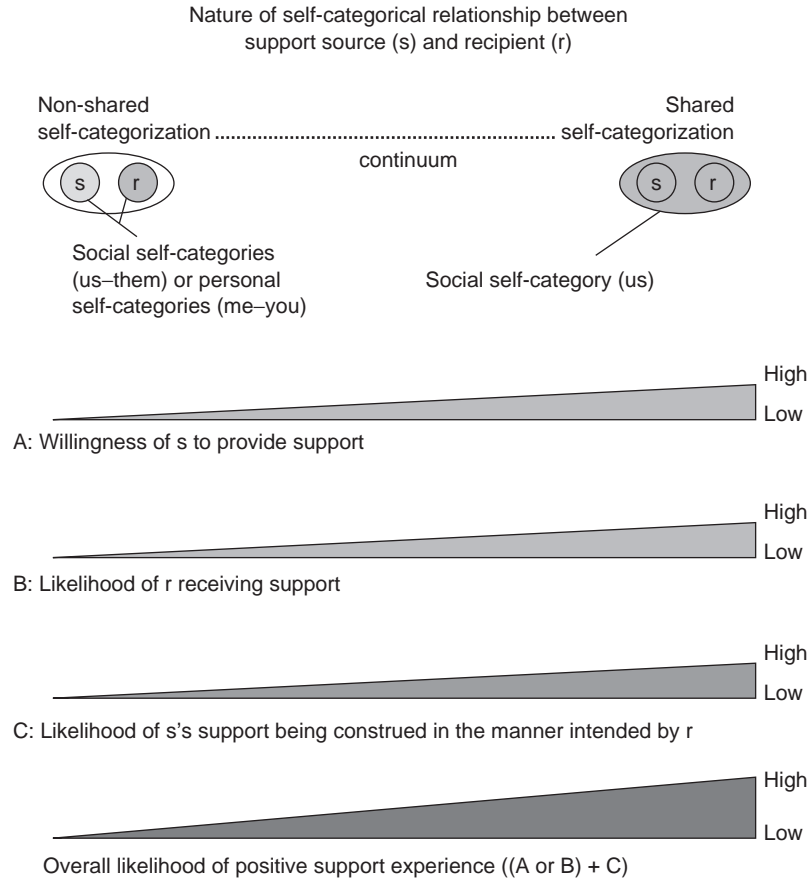 Nature of self-categorical relationship between
support source (s) and recipient (r)
Non-shared
self-categorization ................................................................. self-categorization
Shared
continuum
s r
s r
Social self-categories
(us–them) or personal
self-categories (me–you)
Social self-category (us)
High
Low
A: Willingness of s to provide support
High
Low
B: Likelihood of r receiving support
High
Low
C: Likelihood of s's support being construed in the manner intended by r
High
Low
Overall likelihood of positive support experience ((A or B) + C)